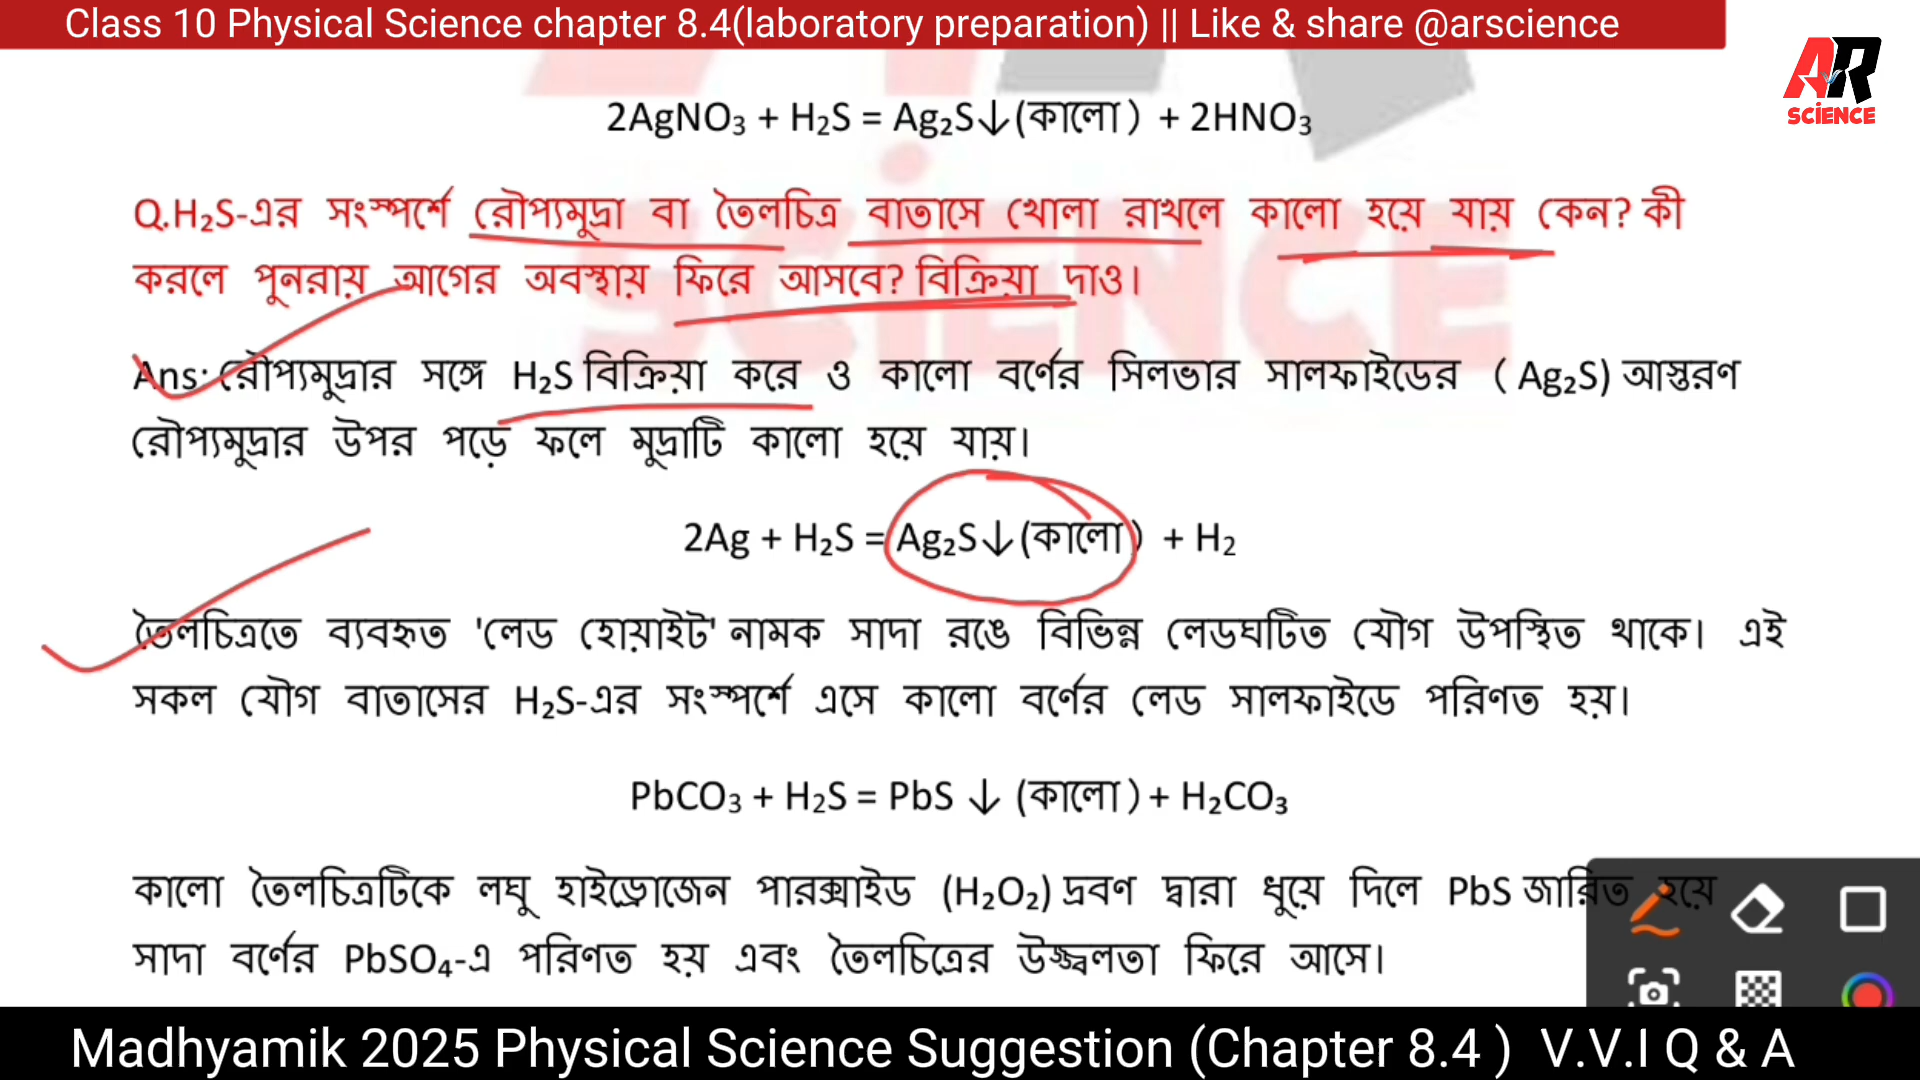 Class 10 Physical Science chapter 8.4(laboratory preparation) || Like & share @arscience
AR
SCIENCE
2AgNO₃ + H₂S = Ag₂S↓(কালো) + 2HNO₃
Q.H₂S-এর সংস্পর্শে রৌপ্যমুদ্রা বা তৈলচিত্র বাতাসে খোলা রাখলে কালো হয়ে যায় কেন? কী
করলে পুনরায় আগের অবস্থায় ফিরে আসবে? বিক্রিয়া দাও।
Ans: রৌপ্যমুদ্রার সঙ্গে H₂S বিক্রিয়া করে ও কালো বর্ণের সিলভার সালফাইডের ( Ag₂S) আস্তরণ
রৌপ্যমুদ্রার উপর পড়ে ফলে মুদ্রাটি কালো হয়ে যায়।
2Ag + H₂S = Ag₂S↓(কালো) + H₂
তৈলচিত্রতে ব্যবহৃত 'লেড হোয়াইট' নামক সাদা রঙে বিভিন্ন লেডঘটিত যৌগ উপস্থিত থাকে। এই
সকল যৌগ বাতাসের H₂S-এর সংস্পর্শে এসে কালো বর্ণের লেড সালফাইডে পরিণত হয়।
PbCO₃ + H₂S = PbS ↓ (কালো) + H₂CO₃
কালো তৈলচিত্রটিকে লঘু হাইড্রোজেন পারক্সাইড (H₂O₂) দ্রবণ দ্বারা ধুয়ে দিলে PbS জারিত হয়ে
সাদা বর্ণের PbSO₄-এ পরিণত হয় এবং তৈলচিত্রের উজ্জ্বলতা ফিরে আসে।
Madhyamik 2025 Physical Science Suggestion (Chapter 8.4 ) V.V.I Q & A